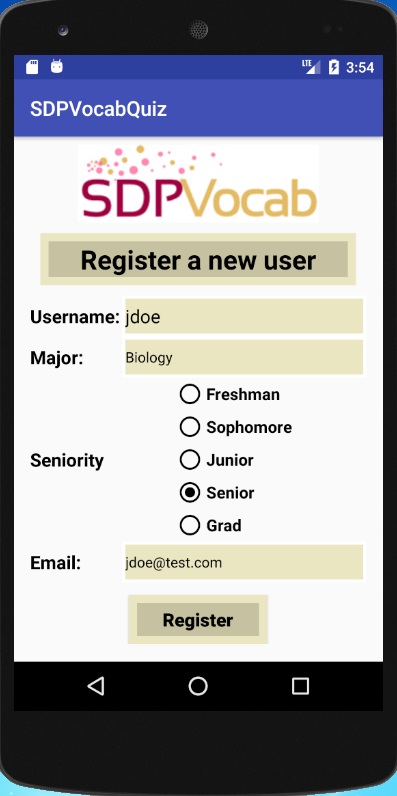 LTE 3:54
SDPVocabQuiz
SDPVocab
Register a new user
Username: jdoe
Major: Biology
Freshman
Sophomore
Seniority Junior
Senior
Grad
Email: jdoe@test.com
Register